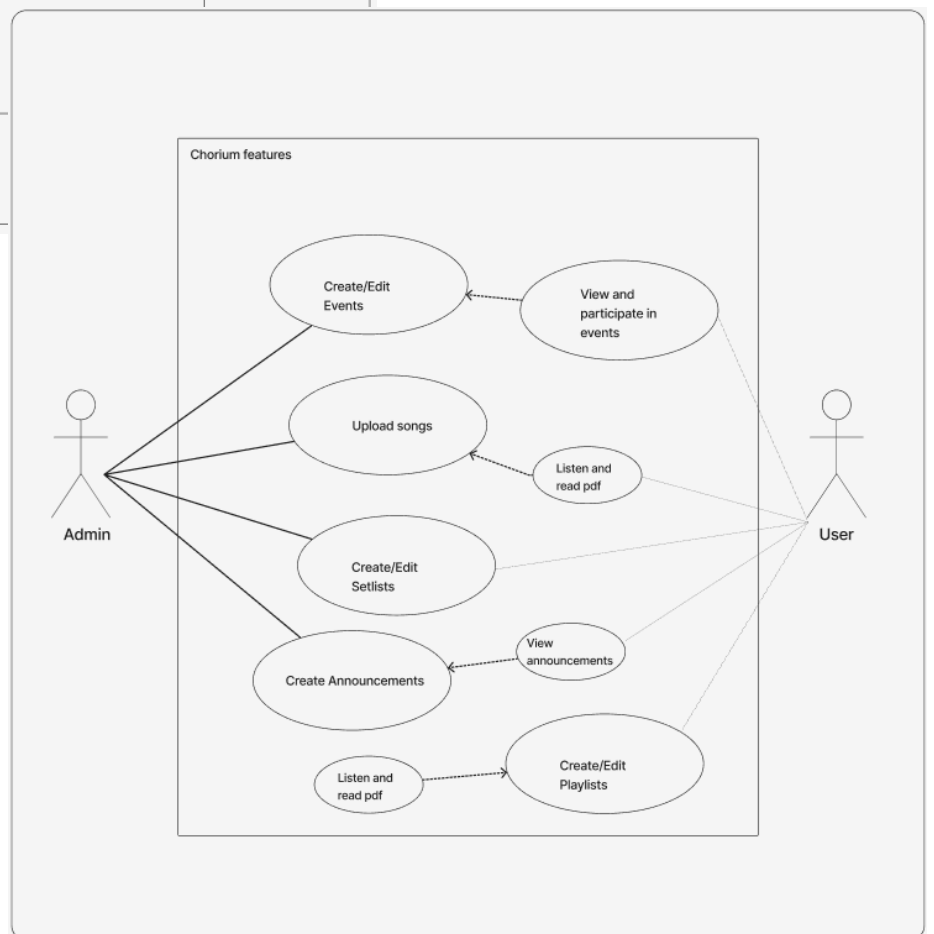 Chorium features
Create/Edit
Events
View and
participate in
events
Upload songs
Listen and
read pdf
Admin
User
Create/Edit
Setlists
View
announcements
Create Announcements
Create/Edit
Playlists
Listen and
read pdf